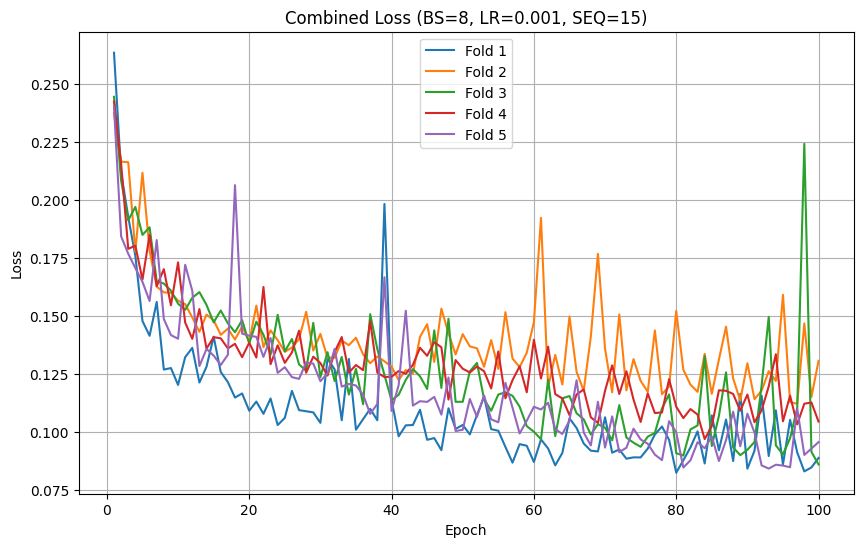 Combined Loss (BS=8, LR=0.001, SEQ=15)
Fold 1
Fold 2
Fold 3
Fold 4
Fold 5
Loss
0.250
0.225
0.200
0.175
0.150
0.125
0.100
0.075
0 20 40 60 80 100
Epoch